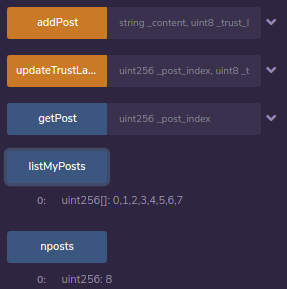 addPost string _content, uint8 _trust_l
updateTrustLa... uint256 _post_index, uint8 _t
getPost uint256 _post_index
listMyPosts
0: uint256[]: 0,1,2,3,4,5,6,7
nposts
0: uint256: 8